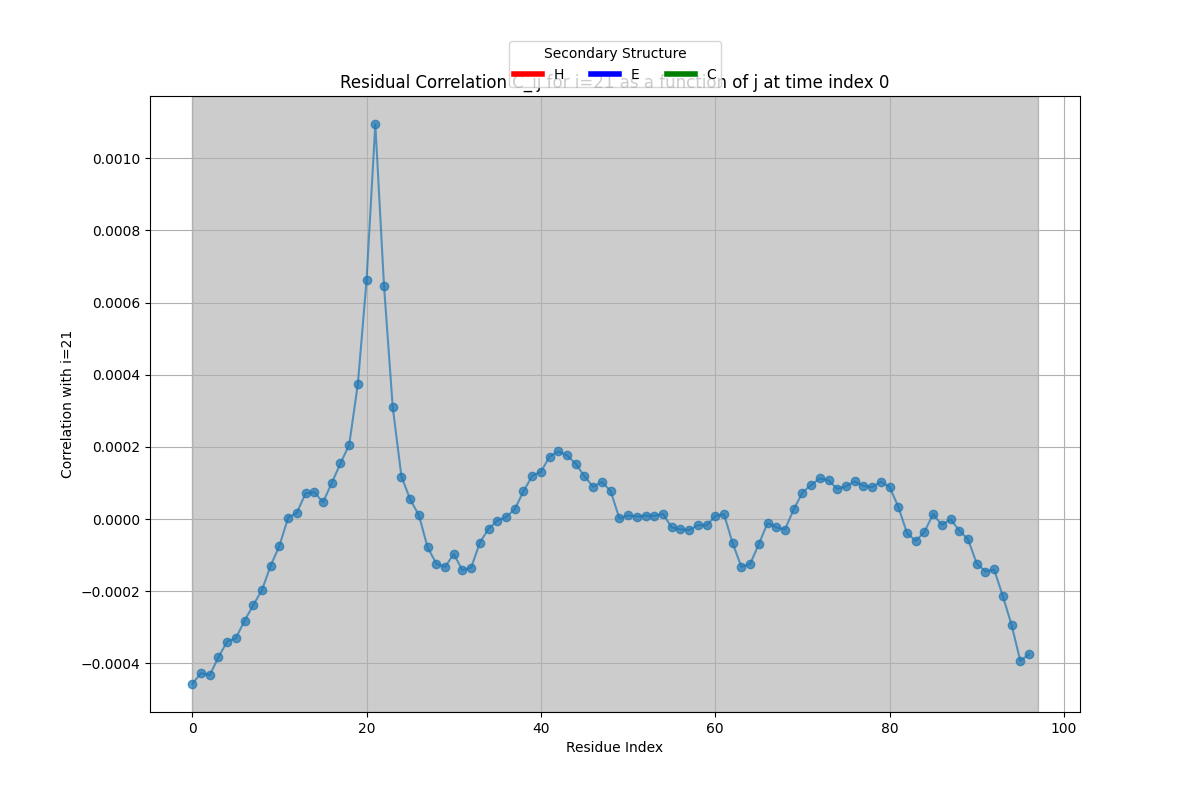 Secondary Structure
H E C
Residual Correlation C_ij for i=21 as a function of j at time index 0
Correlation with i=21
0.0010
0.0008
0.0006
0.0004
0.0002
0.0000
−0.0002
−0.0004
0 20 40 60 80 100
Residue Index